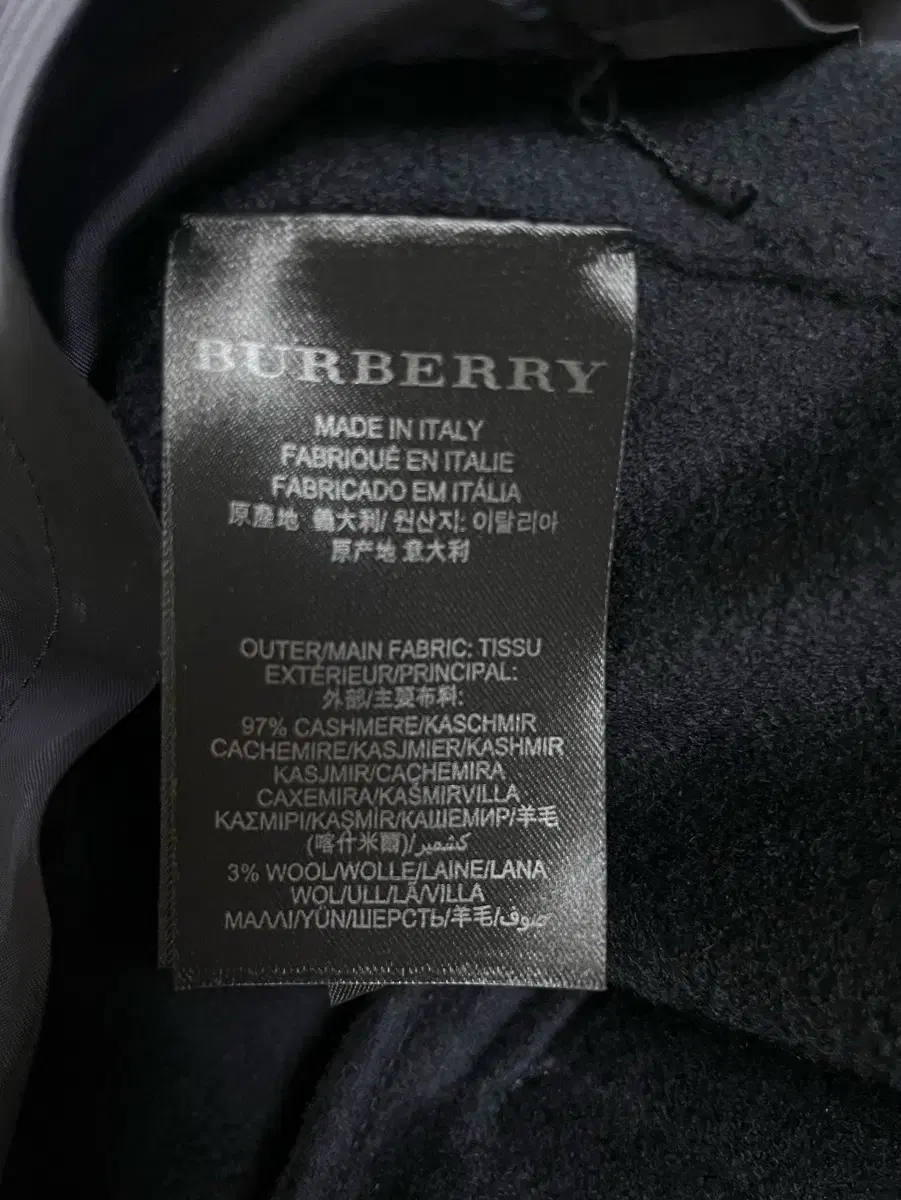 BURBERRY
MADE IN ITALY
FABRIQUÉ EN ITALIE
FABRICADO EM ITÁLIA
原產地 義大利/ 원산지: 이탈리아
原产地 意大利
OUTER/MAIN FABRIC: TISSU
EXTÉRIEUR/PRINCIPAL:
外部/主要布料:
97% CASHMERE/KASCHMIR
CACHEMIRE/KASJMIER/KASHMIR
KASJMIR/CACHEMIRA
CAXEMIRA/KAŠMIRVILLA
ΚΑΣΜΙΡΙ/KAŞMİR/КАШЕМИР/羊毛
(喀什米爾)/كشمير
3% WOOL/WOLLE/LAINE/LANA
WOL/ULL/LÃ/VILLA
ΜΑΛΛΙ/YÜN/ШЕРСТЬ/羊毛/صوف